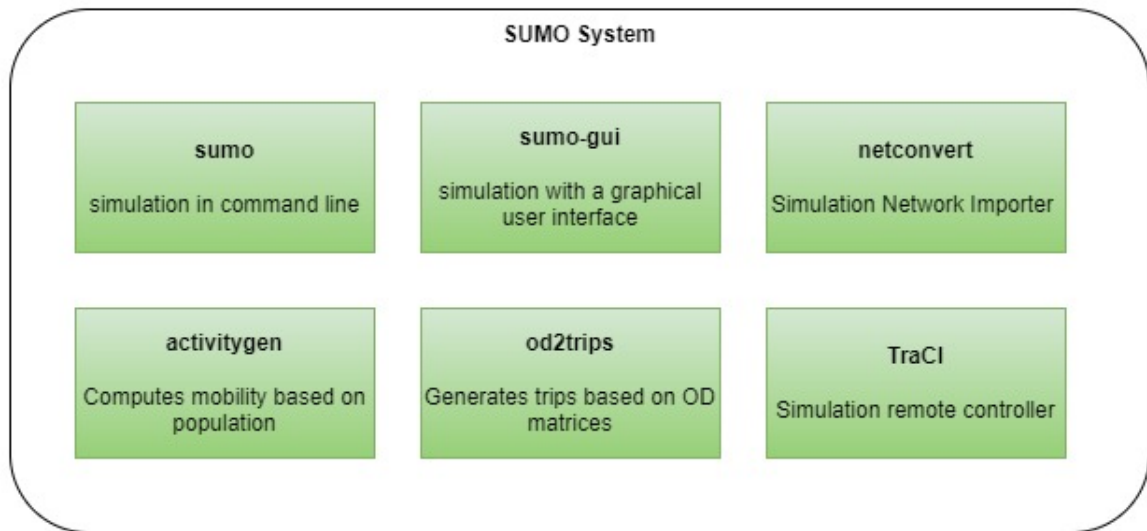 SUMO System
sumo
simulation in command line
sumo-gui
simulation with a graphical
user interface
netconvert
Simulation Network Importer
activitygen
Computes mobility based on
population
od2trips
Generates trips based on OD
matrices
TraCI
Simulation remote controller